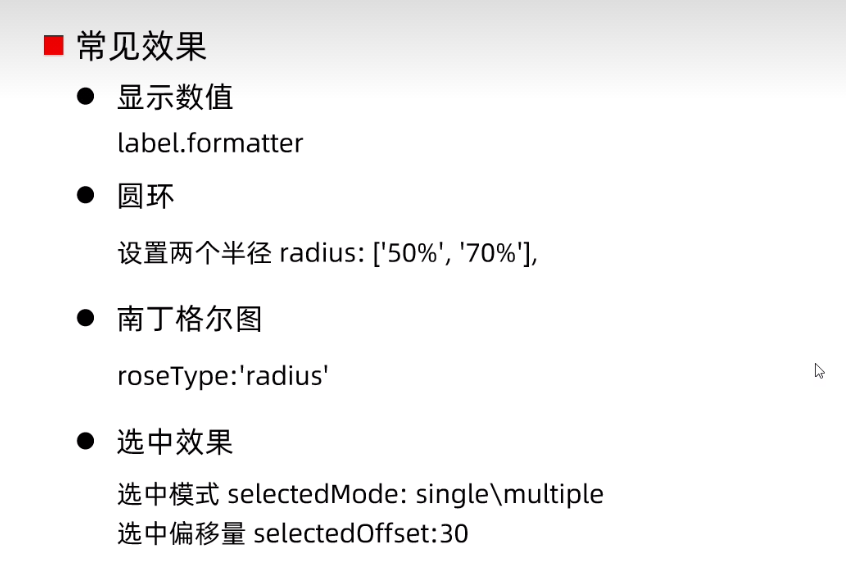 常见效果
显示数值
label.formatter
圆环
设置两个半径 radius: ['50%', '70%'],
南丁格尔图
roseType:'radius'
选中效果
选中模式 selectedMode: single\multiple
选中偏移量 selectedOffset:30